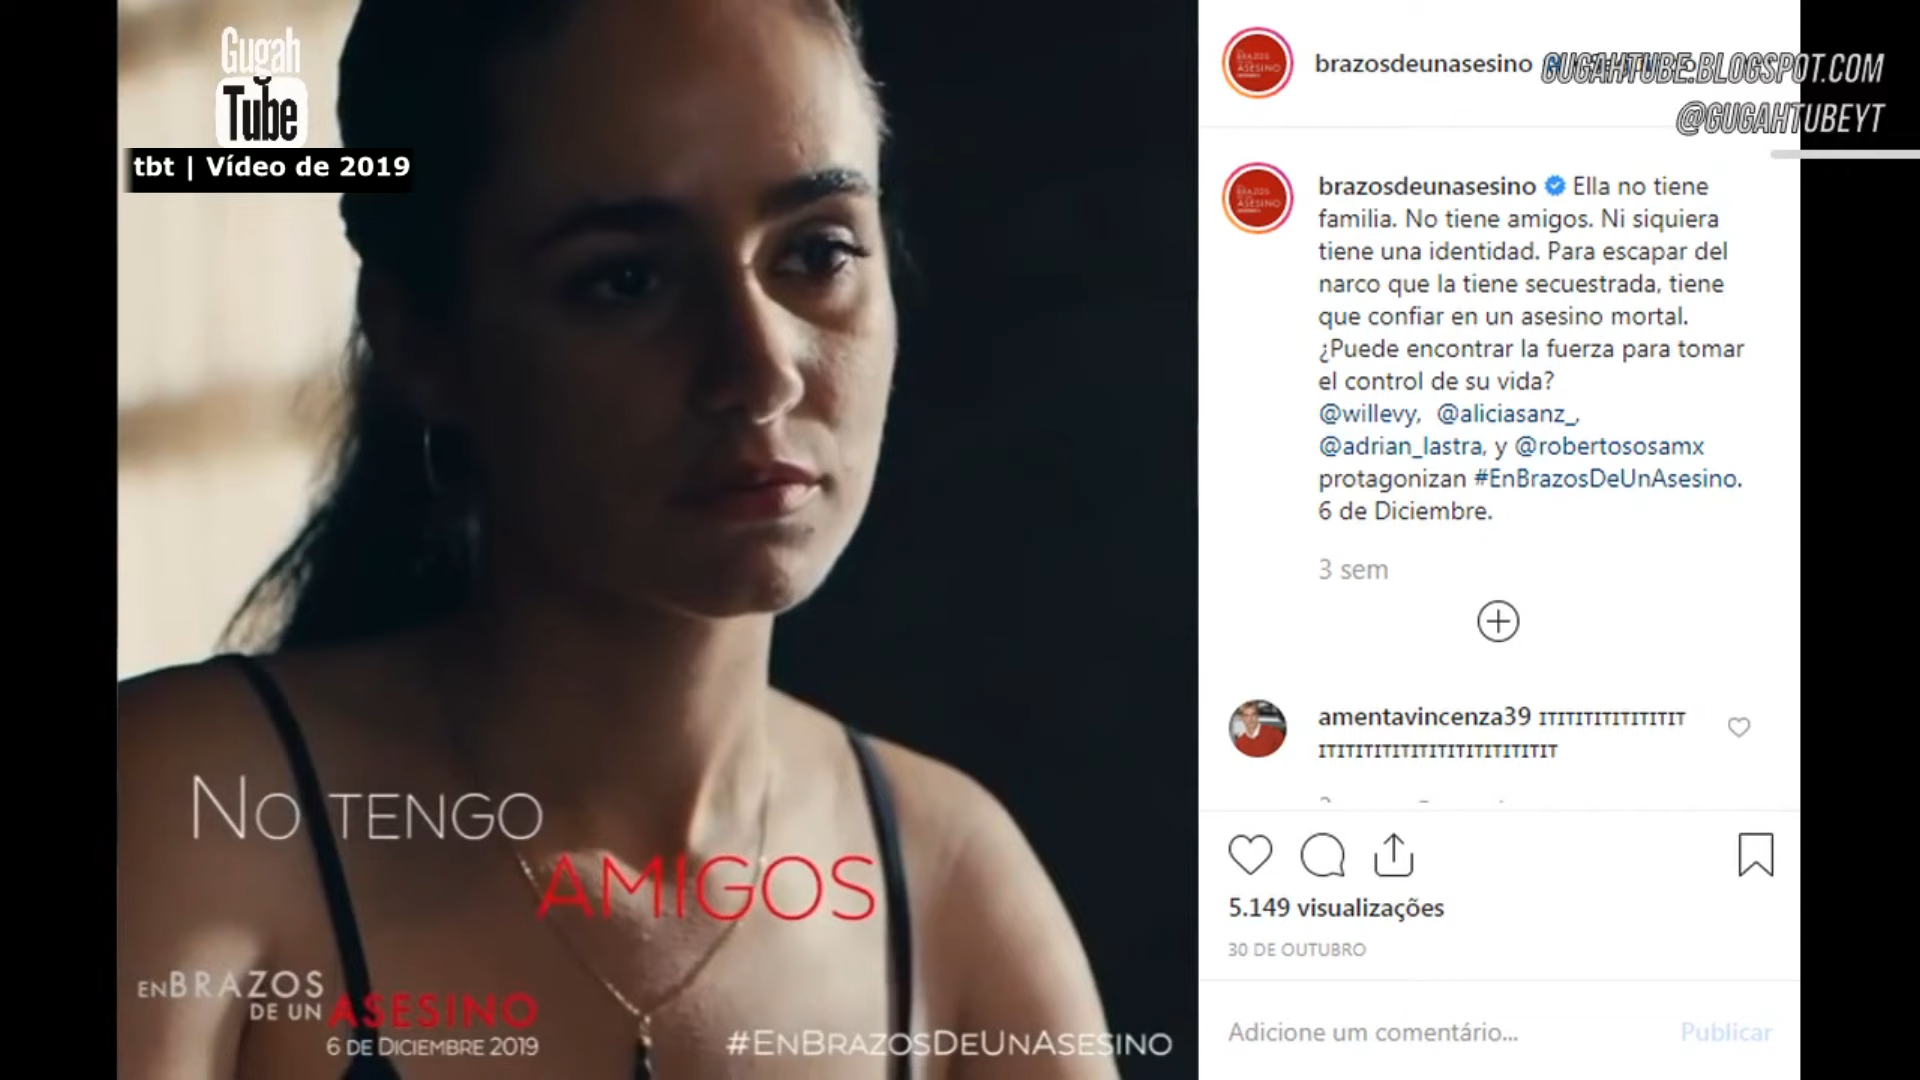 Gugah
Tube
tbt | Vídeo de 2019
NO TENGO
AMIGOS
EN BRAZOS
DE UN ASESINO
6 DE DICIEMBRE 2019
#ENBRAZOSDEUNASESINO
brazosdeunasesino
GUGAHTUBE.BLOGSPOT.COM
@GUGAHTUBEYT
brazosdeunasesino Ella no tiene
familia. No tiene amigos. Ni siquiera
tiene una identidad. Para escapar del
narco que la tiene secuestrada, tiene
que confiar en un asesino mortal.
¿Puede encontrar la fuerza para tomar
el control de su vida?
@willevy, @aliciasanz_,
@adrian_lastra, y @robertososamx
protagonizan #EnBrazosDeUnAsesino.
6 de Diciembre.
3 sem
amentavincenza39
5.149 visualizações
30 DE OUTUBRO
Adicione um comentário...
Publicar